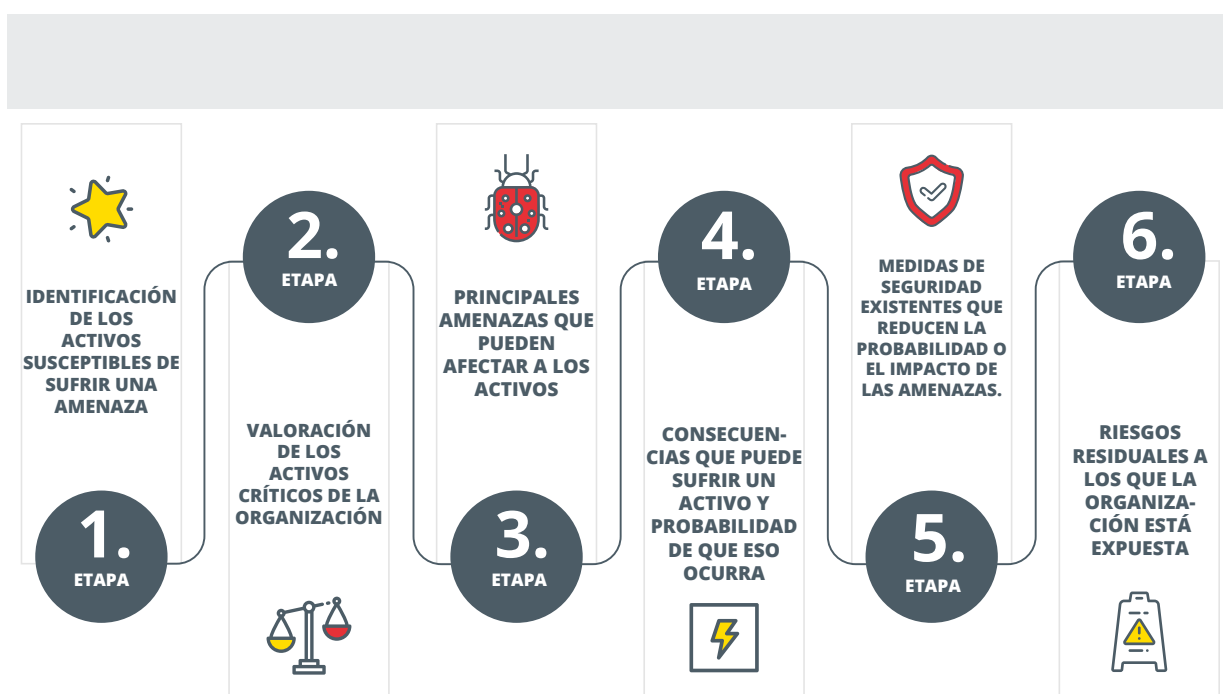 IDENTIFICACIÓN
DE LOS
ACTIVOS
SUSCEPTIBLES DE
SUFRIR UNA
AMENAZA
1.
ETAPA
2.
ETAPA
VALORACIÓN
DE LOS
ACTIVOS
CRÍTICOS DE LA
ORGANIZACIÓN
PRINCIPALES
AMENAZAS QUE
PUEDEN
AFECTAR A LOS
ACTIVOS
3.
ETAPA
4.
ETAPA
CONSECUEN-
CIAS QUE PUEDE
SUFRIR UN
ACTIVO Y
PROBABILIDAD
DE QUE ESO
OCURRA
MEDIDAS DE
SEGURIDAD
EXISTENTES QUE
REDUCEN LA
PROBABILIDAD O
EL IMPACTO DE
LAS AMENAZAS.
5.
ETAPA
6.
ETAPA
RIESGOS
RESIDUALES A
LOS QUE LA
ORGANIZA-
CIÓN ESTÁ
EXPUESTA